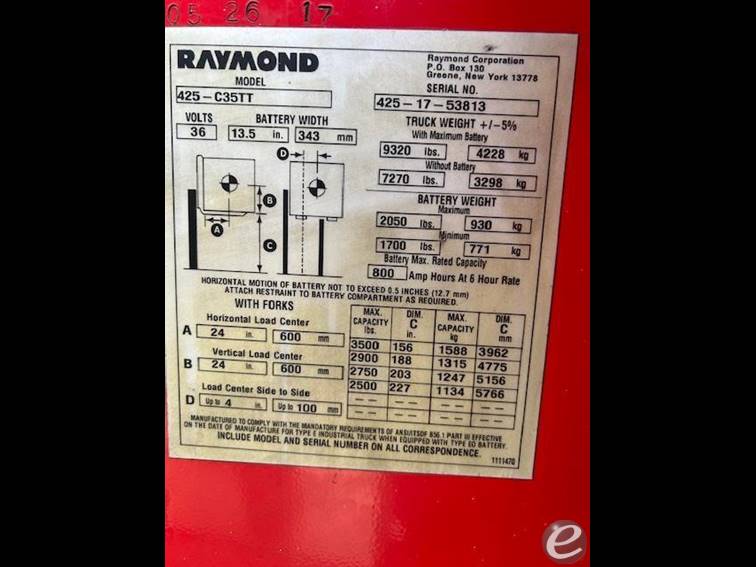 05 26 17
RAYMOND
Raymond Corporation
P.O. Box 130
Greene, New York 13778
MODEL
425-C35TT
SERIAL NO.
425-17-53813
VOLTS BATTERY WIDTH
36 13.5 in. 343 mm
TRUCK WEIGHT +/-5%
With Maximum Battery
9320 lbs. 4228 kg
Without Battery
7270 lbs. 3298 kg
BATTERY WEIGHT
Maximum
2050 lbs. 930 kg
Minimum
1700 lbs. 771 kg
Battery Max. Rated Capacity
800 Amp Hours At 6 Hour Rate
D
B
A
C
HORIZONTAL MOTION OF BATTERY NOT TO EXCEED 0.5 INCHES (12.7 mm)
ATTACH RESTRAINT TO BATTERY COMPARTMENT AS REQUIRED.
WITH FORKS
Horizontal Load Center
A 24 in. 600 mm
Vertical Load Center
B 24 in. 600 mm
Load Center Side to Side
D Up to 4 in. Up to 100 mm
MAX. CAPACITY lbs. DIM. C in. MAX. CAPACITY kg DIM. C mm
3500 156 1588 3962
2900 188 1315 4775
2750 203 1247 5156
2500 227 1134 5766
-- -- -- --
-- -- -- --
MANUFACTURED TO COMPLY WITH THE MANDATORY REQUIREMENTS OF ANSI/ITSDF B56.1 PART III EFFECTIVE
ON THE DATE OF MANUFACTURE FOR TYPE E INDUSTRIAL TRUCK WHEN EQUIPPED WITH TYPE EO BATTERY.
INCLUDE MODEL AND SERIAL NUMBER ON ALL CORRESPONDENCE.
1111470
e